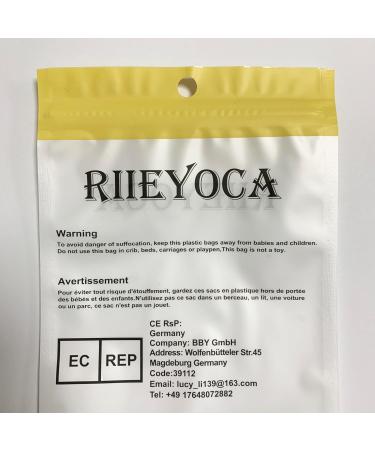 RIIEYOCA
Warning
To avoid danger of suffocation, keep this plastic bags away from babies and children.
Do not use this bag in crib, beds, carriages or playpen,This bag is not a toy.
Avertissement
Pour éviter tout risque d'étouffement, gardez ces sacs en plastique hors de portée
des bébés et des enfants.N'utilisez pas ce sac dans un berceau, un lit, une voiture
ou un parc, ce sac n'est pas un jouet.
EC REP
CE RsP:
Germany
Company: BBY GmbH
Address: Wolfenbütteler Str.45
Magdeburg Germany
Code:39112
Email: lucy_li139@163.com
Tel: +49 17648072882